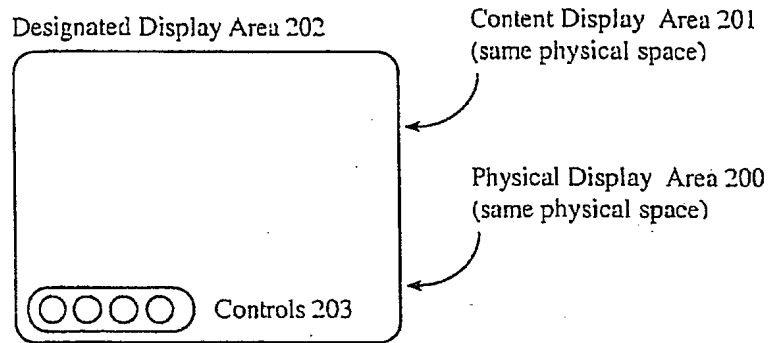 Designated Display Area 202
Content Display Area 201
(same physical space)
Physical Display Area 200
(same physical space)
Controls 203